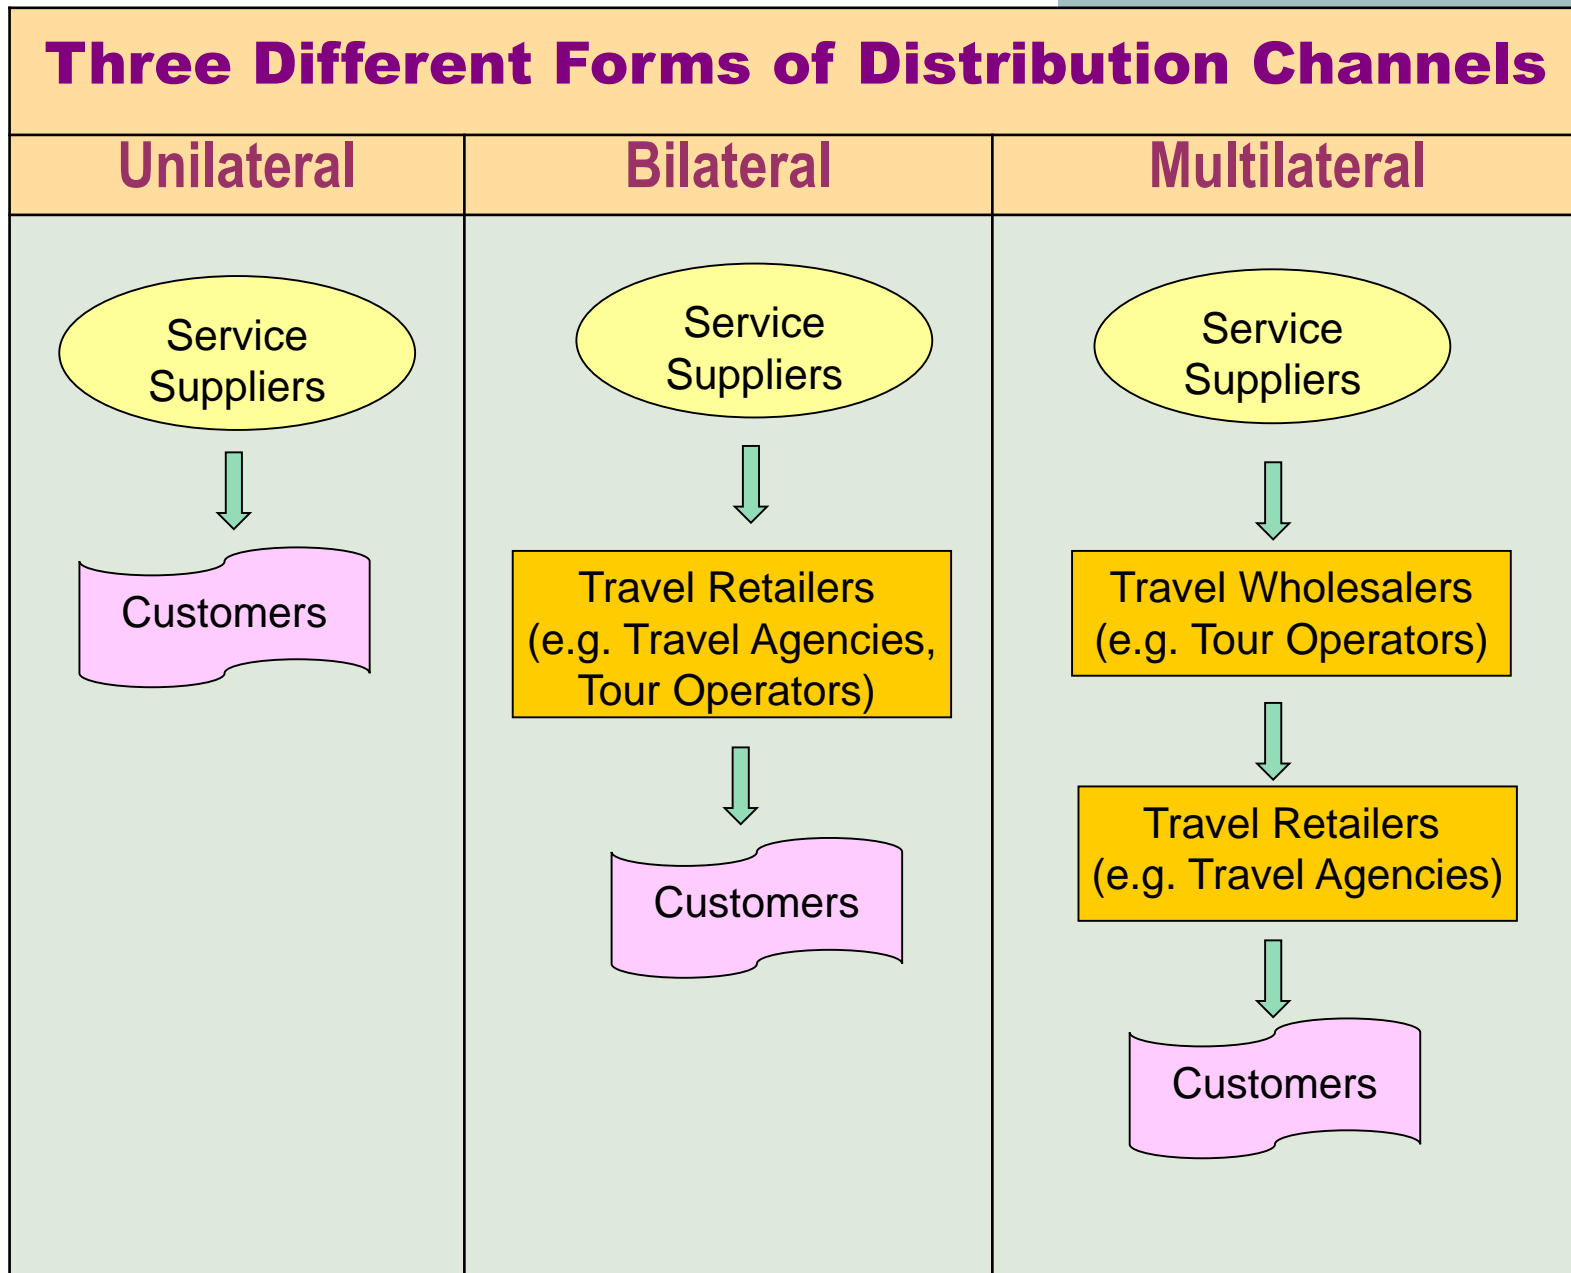 Three Different Forms of Distribution Channels
Unilateral
Bilateral
Multilateral
Service
Suppliers
Customers
Service
Suppliers
Travel Retailers
(e.g. Travel Agencies,
Tour Operators)
Customers
Service
Suppliers
Travel Wholesalers
(e.g. Tour Operators)
Travel Retailers
(e.g. Travel Agencies)
Customers